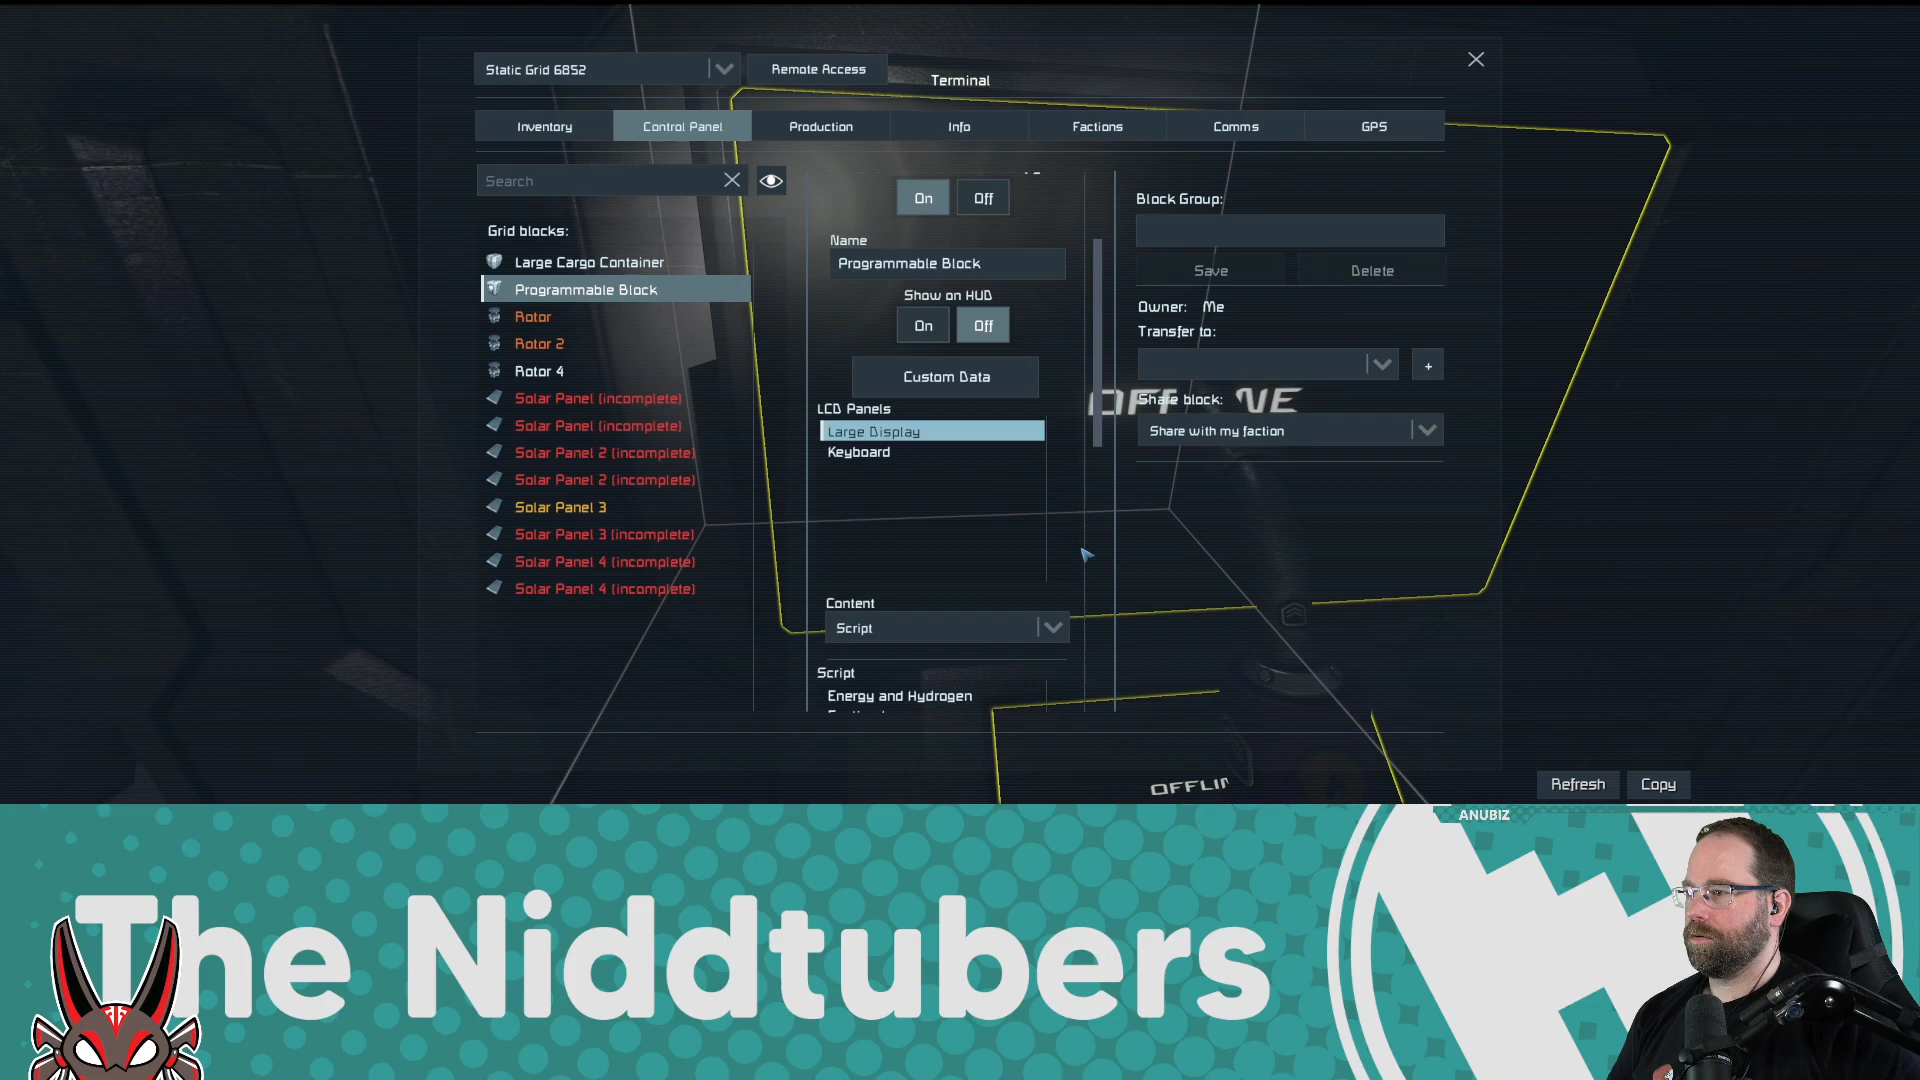 Static Grid 6852
Remote Access
Terminal
Inventory
Control Panel
Production
Info
Factions
Comms
GPS
Search
Grid blocks:
Large Cargo Container
Programmable Block
Rotor
Rotor 2
Rotor 4
Solar Panel (incomplete)
Solar Panel (incomplete)
Solar Panel 2 (incomplete)
Solar Panel 2 (incomplete)
Solar Panel 3
Solar Panel 3 (incomplete)
Solar Panel 4 (incomplete)
Solar Panel 4 (incomplete)
On
Off
Name
Programmable Block
Show on HUD
On
Off
Custom Data
LCD Panels
Large Display
Keyboard
Content
Script
Script
Energy and Hydrogen
Block Group:
Save
Delete
Owner: Me
Transfer to:
+
Share block:
Share with my faction
Refresh
Copy
ANUBIZ
The Niddtubers